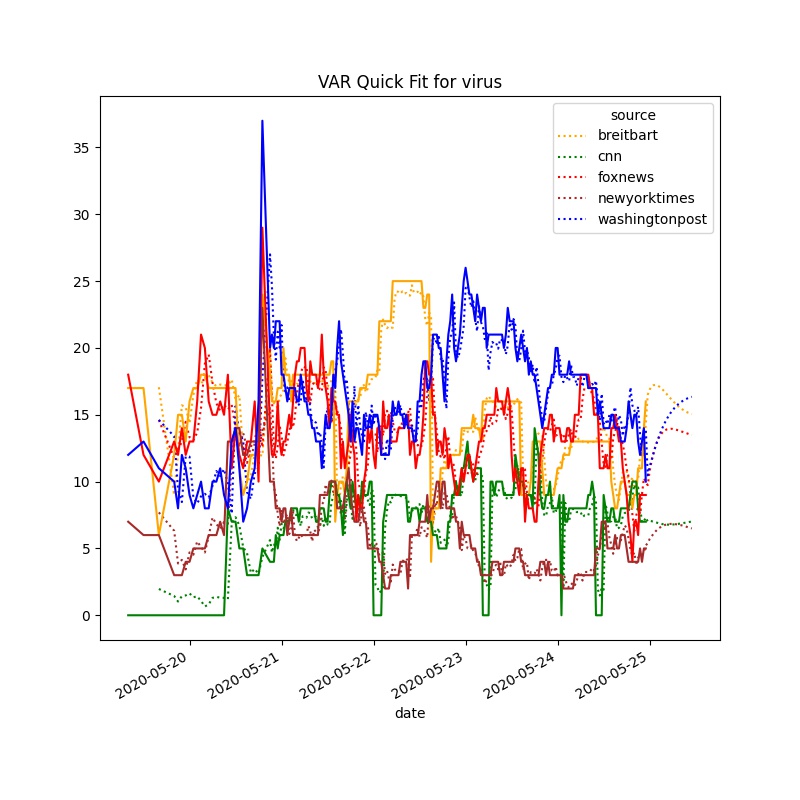 VAR Quick Fit for virus
source
breitbart
cnn
foxnews
newyorktimes
washingtonpost
35
30
25
20
15
10
5
0
2020-05-20
2020-05-21
2020-05-22
2020-05-23
2020-05-24
2020-05-25
date